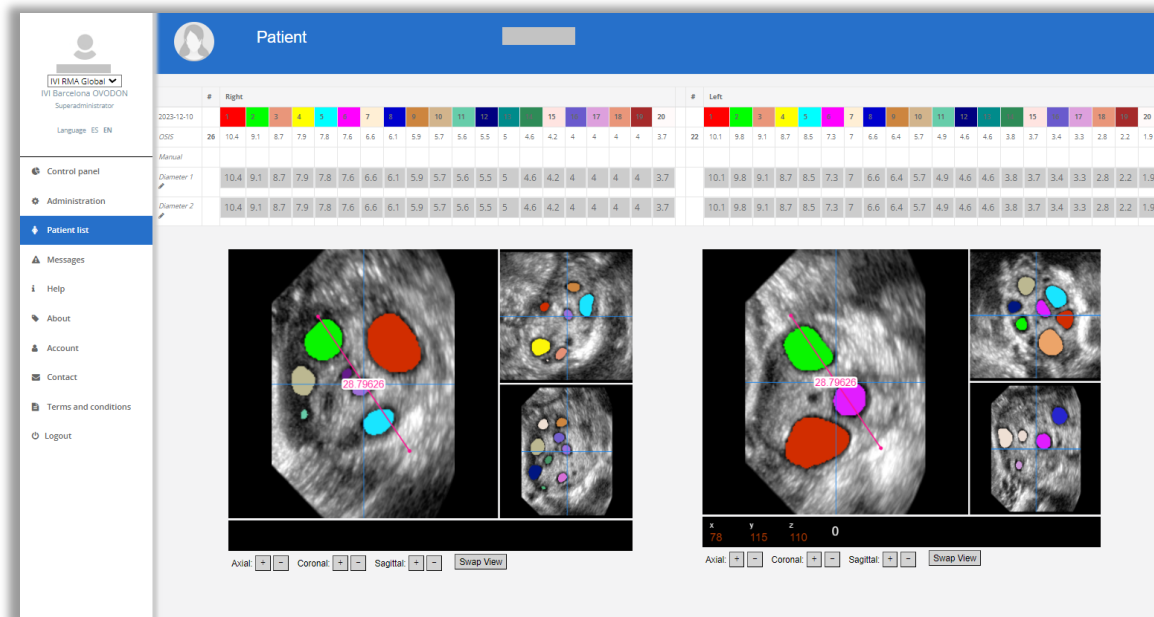 Patient
IVI RMA Global
IVI Barcelona OVODON
Superadministrator
Language ES EN
Control panel
Administration
Patient list
Messages
Help
About
Account
Contact
Terms and conditions
Logout
# Right # Left
2023-12-10 1 2 3 4 5 6 7 8 9 10 11 12 13 14 15 16 17 18 19 20 1 2 3 4 5 6 7 8 9 10 11 12 13 14 15 16 17 18 19 20
OSIS 26 10.4 9.1 8.7 7.9 7.8 7.6 6.6 6.1 5.9 5.7 5.6 5.5 5 4.6 4.2 4 4 4 4 3.7 22 10.1 9.8 9.1 8.7 8.5 7.3 7 6.6 6.4 5.7 4.9 4.6 4.6 3.8 3.7 3.4 3.3 2.8 2.2 1.9
Manual
Diameter 1 10.4 9.1 8.7 7.9 7.8 7.6 6.6 6.1 5.9 5.7 5.6 5.5 5 4.6 4.2 4 4 4 4 3.7 10.1 9.8 9.1 8.7 8.5 7.3 7 6.6 6.4 5.7 4.9 4.6 4.6 3.8 3.7 3.4 3.3 2.8 2.2 1.9
Diameter 2 10.4 9.1 8.7 7.9 7.8 7.6 6.6 6.1 5.9 5.7 5.6 5.5 5 4.6 4.2 4 4 4 4 3.7 10.1 9.8 9.1 8.7 8.5 7.3 7 6.6 6.4 5.7 4.9 4.6 4.6 3.8 3.7 3.4 3.3 2.8 2.2 1.9
28.79626
28.79626
x y z
78 115 110 0
Axial: + - Coronal: + - Sagittal: + - Swap View
Axial: + - Coronal: + - Sagittal: + - Swap View